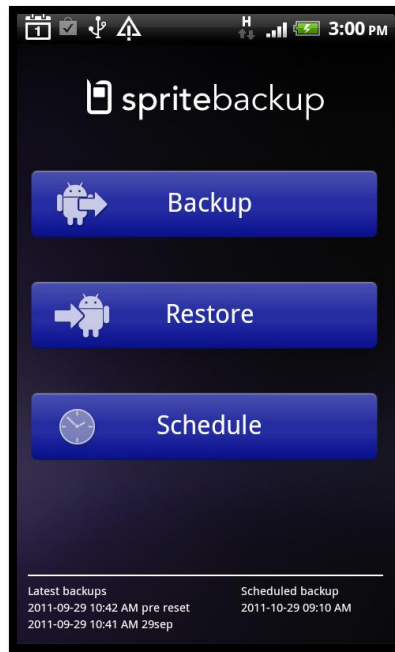 1
H
3:00 PM
spritebackup
Backup
Restore
Schedule
Latest backups
2011-09-29 10:42 AM pre reset
2011-09-29 10:41 AM 29sep
Scheduled backup
2011-10-29 09:10 AM